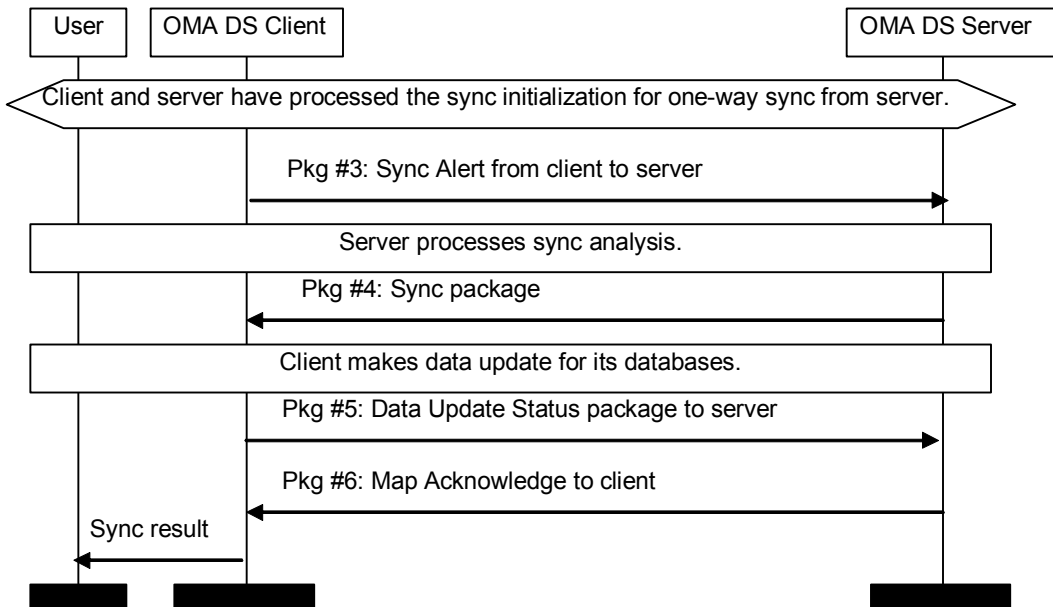 User
OMA DS Client
OMA DS Server
Client and server have processed the sync initialization for one-way sync from server.
Pkg #3: Sync Alert from client to server
Server processes sync analysis.
Pkg #4: Sync package
Client makes data update for its databases.
Pkg #5: Data Update Status package to server
Pkg #6: Map Acknowledge to client
Sync result